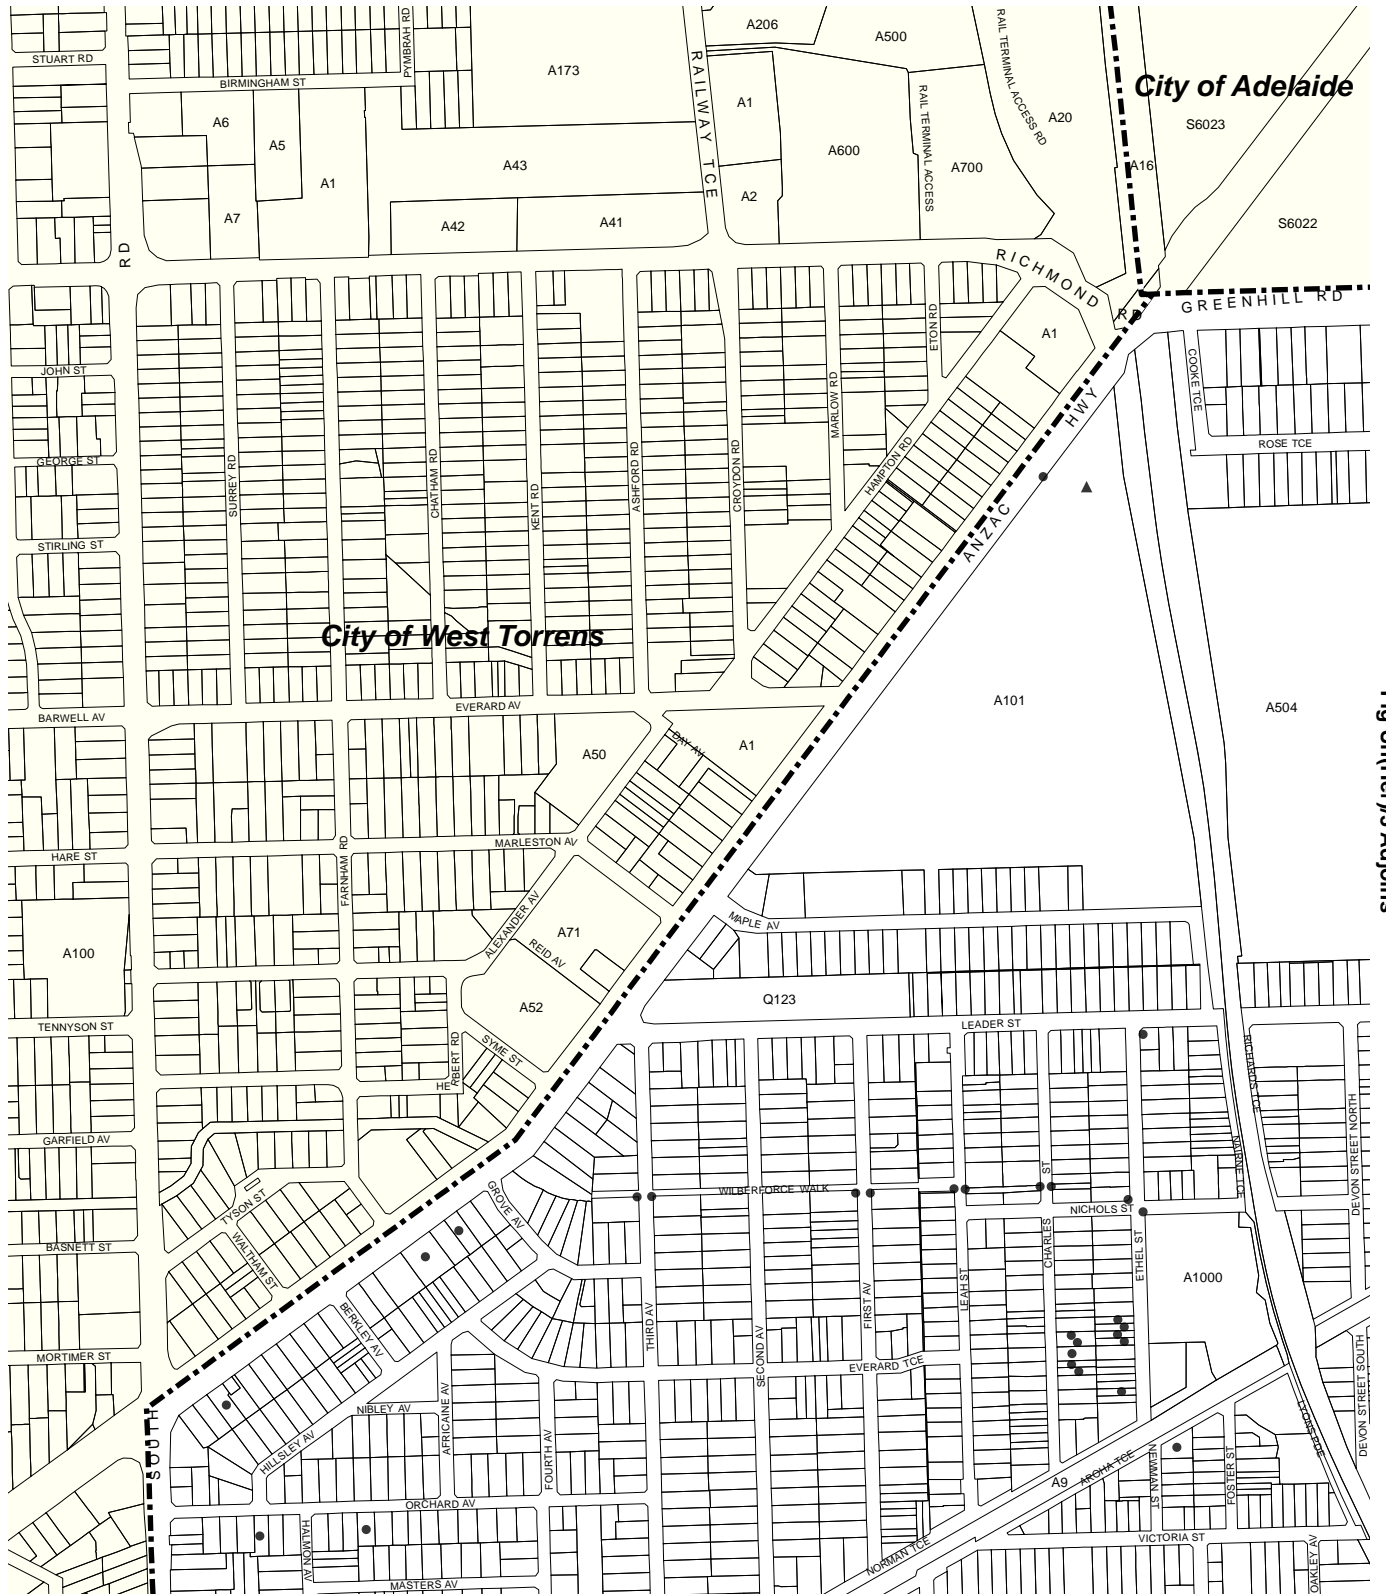 STUART RD
PYMBRAH RD
BIRMINGHAM ST
A173
RAILWAY TCE
A206
A500
RAIL TERMINAL ACCESS RD
City of Adelaide
A6
A5
A1
A43
A1
A600
RAIL TERMINAL ACCESS
A700
A20
S6023
A16
A7
A42
A41
A2
S6022
RD
RICHMOND
RD
GREENHILL RD
JOHN ST
ETON RD
A1
COOKE TCE
HWY
ROSE TCE
GEORGE ST
SURREY RD
CHATHAM RD
KENT RD
ASHFORD RD
CROYDON RD
MARLOW RD
HAMPTON RD
ANZAC
STIRLING ST
City of West Torrens
BARWELL AV
EVERARD AV
A101
A504
A50
DAY AV
A1
HARE ST
FARNHAM RD
MARLESTON AV
A100
ALEXANDER AV
A71
REID AV
MAPLE AV
A52
Q123
TENNYSON ST
SYME ST
LEADER ST
HERBERT RD
RICHARDS TCE
GARFIELD AV
DEVON STREET NORTH
NAIRNE TCE
TYSON ST
GROVE AV
WILBERFORCE WALK
CHARLES ST
NICHOLS ST
BASNETT ST
WALTHAM ST
ETHEL ST
A1000
LEAH ST
BERKLEY AV
THIRD AV
SECOND AV
FIRST AV
MORTIMER ST
EVERARD TCE
DEVON STREET SOUTH
SOUTH
NIBLEY AV
HILLSLEY AV
AFRICAINE AV
FOURTH AV
LYONS PDE
A9
AROHA TCE
NEWMAN ST
FOSTER ST
ORCHARD AV
HALMON AV
NORMAN TCE
VICTORIA ST
OAKLEY AV
MASTERS AV